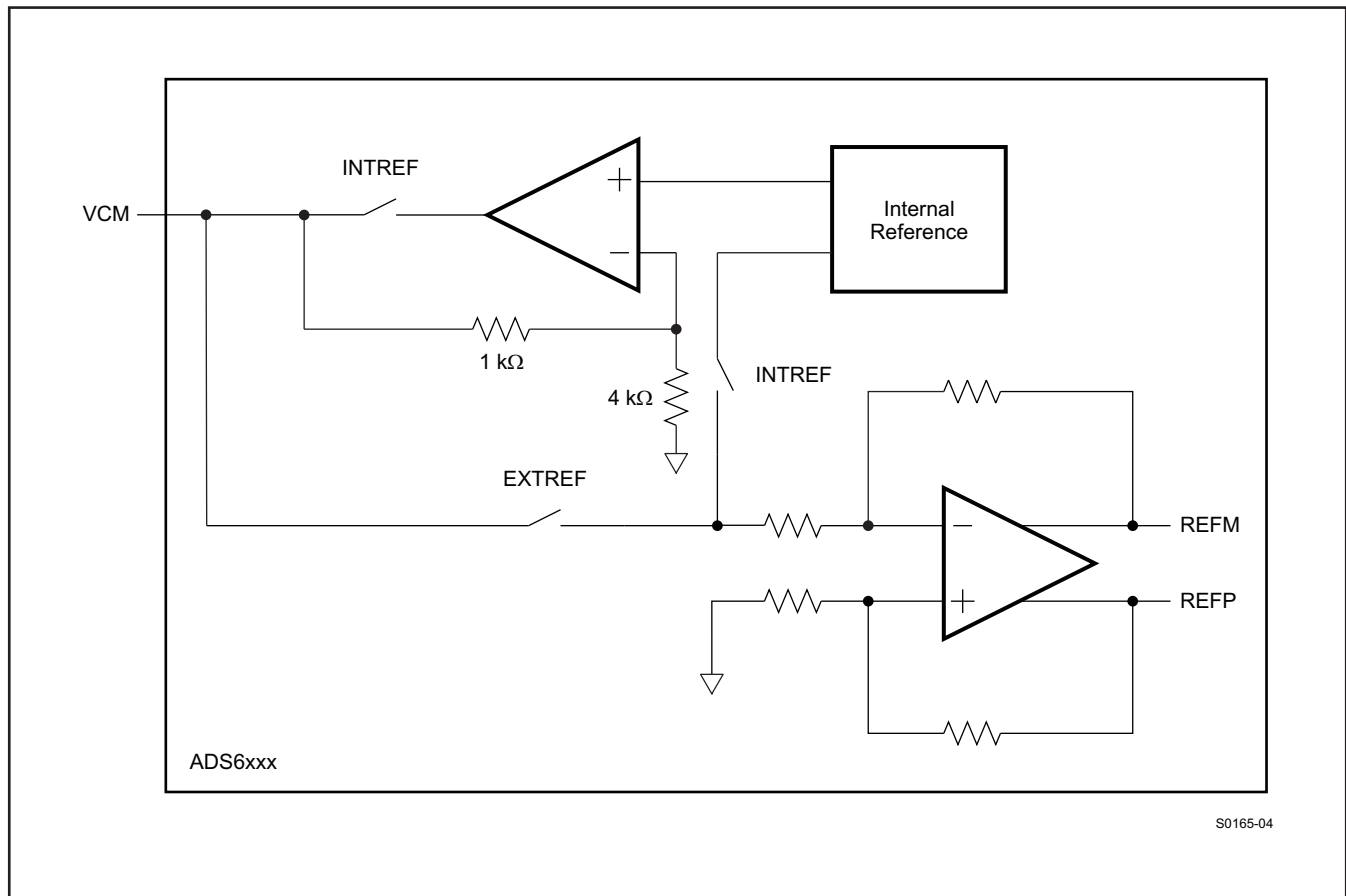 INTREF
VCM
+
−
Internal
Reference
1 kΩ
INTREF
4 kΩ
EXTREF
−
REFM
+
REFP
ADS6xxx
S0165-04